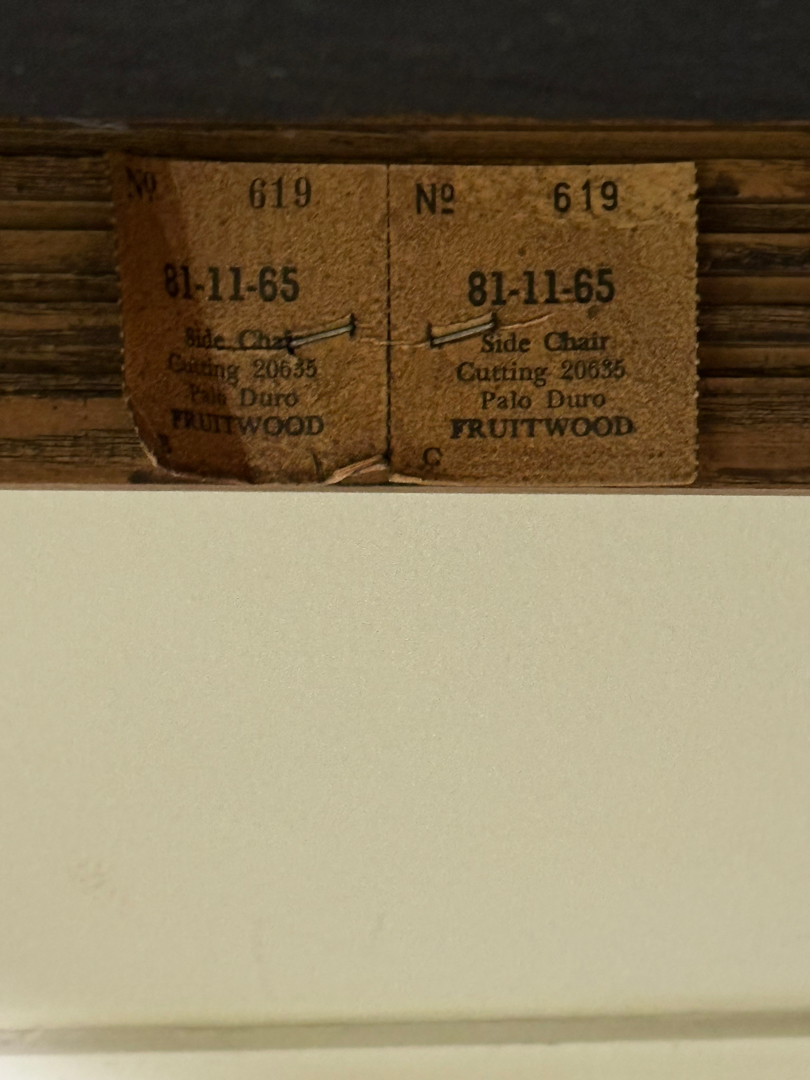 Nº 619
81-11-65
Side Chair
Cutting 20635
Palo Duro
FRUITWOOD
B
Nº 619
81-11-65
Side Chair
Cutting 20635
Palo Duro
FRUITWOOD
C